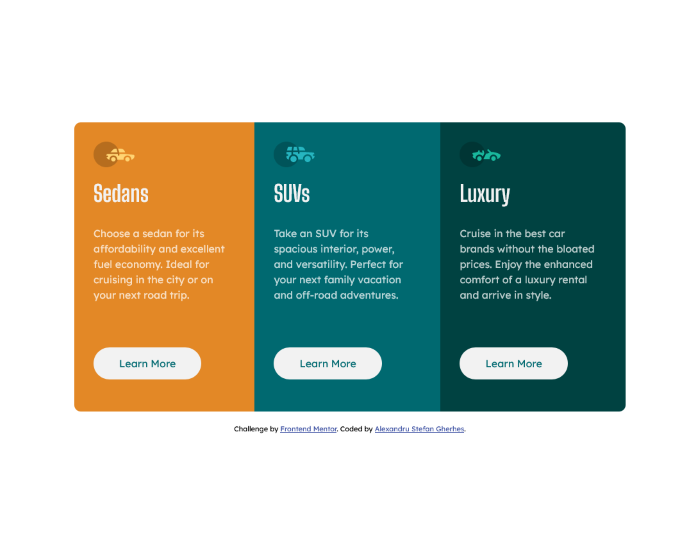 Sedans
Choose a sedan for its
affordability and excellent
fuel economy. Ideal for
cruising in the city or on
your next road trip.
Learn More
SUVs
Take an SUV for its
spacious interior, power,
and versatility. Perfect for
your next family vacation
and off-road adventures.
Learn More
Luxury
Cruise in the best car
brands without the bloated
prices. Enjoy the enhanced
comfort of a luxury rental
and arrive in style.
Learn More
Challenge by Frontend Mentor. Coded by Alexandru Stefan Gherhes.